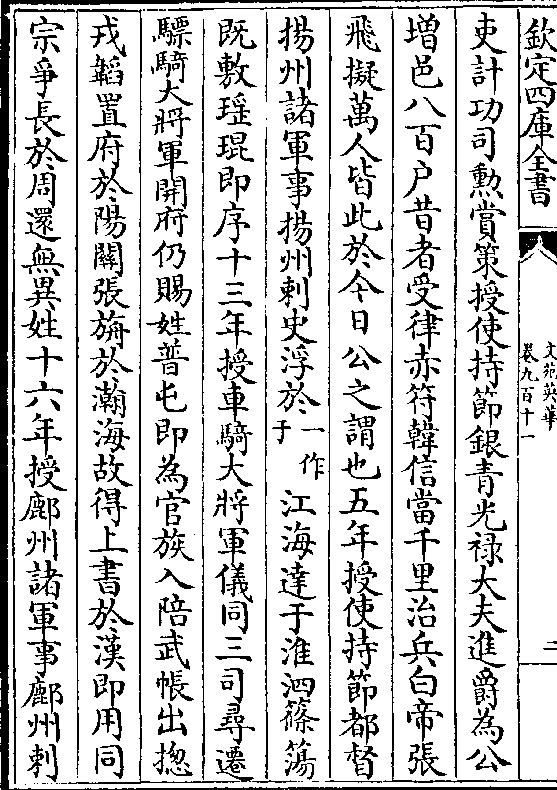 欽定四庫全書
文苑英華
卷九百十一
二
吏計功司勲賞策授使持節銀青光禄大夫進爵為公
増邑八百户昔者受律赤符韓信當千里治兵白帝張
飛擬萬人皆此於今日公之謂也五年授使持節都督
揚州諸軍事揚州刺史浮於一作于江海達于淮泗篠簜
既敷瑶琨即序十三年授車騎大將軍儀同三司尋遷
驃騎大將軍開府仍賜姓普屯即為官族入陪武帳出揔
戎韜置府於陽關張旃於瀚海故得上書於漢即用同
宗爭長於周還無異姓十六年授鄜州諸軍事鄜州刺